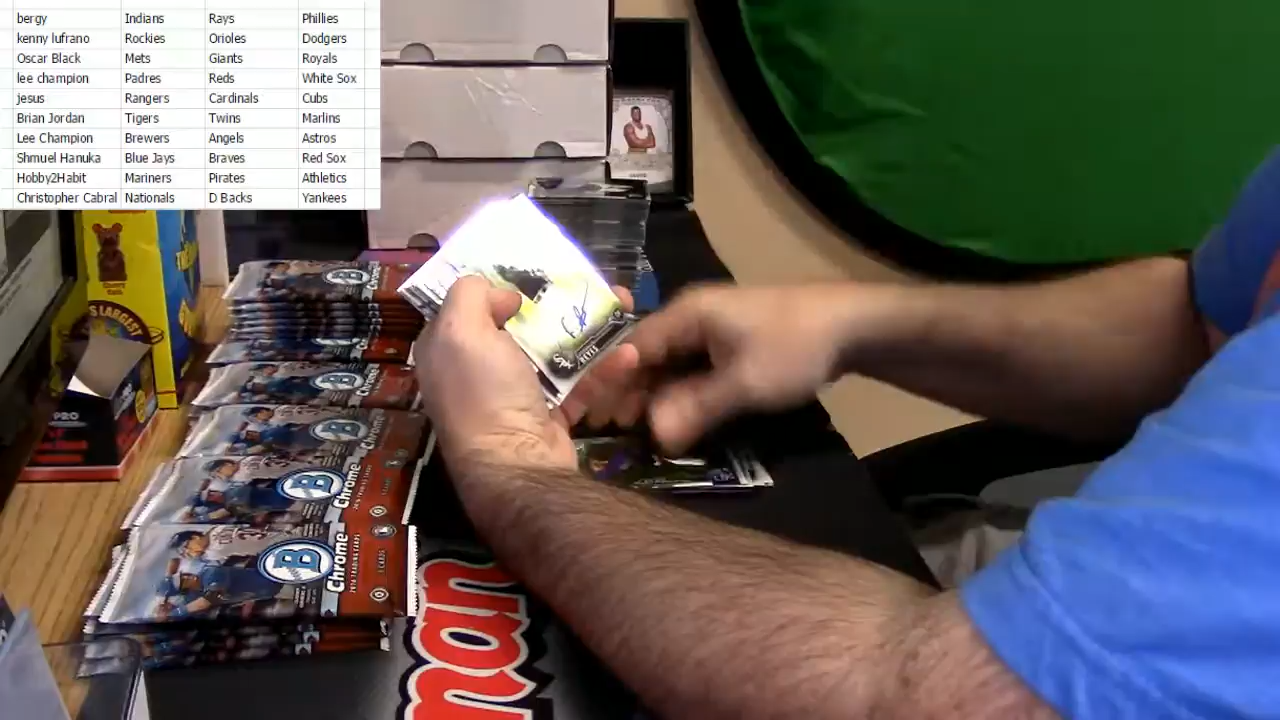 bergy Indians Rays Phillies
kenny lufrano Rockies Orioles Dodgers
Oscar Black Mets Giants Royals
lee champion Padres Reds White Sox
jesus Rangers Cardinals Cubs
Brian Jordan Tigers Twins Marlins
Lee Champion Brewers Angels Astros
Shmuel Hanuka Blue Jays Braves Red Sox
Hobby2Habit Mariners Pirates Athletics
Christopher Cabral Nationals D Backs Yankees
PRO
B Chrome
B Chrome
B Chrome
B Chrome
REYES